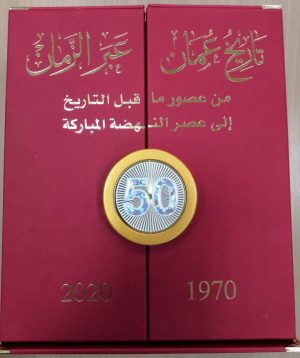 تاريخ عُمان عبر الزمان
من عصور ما قبل التاريخ
إلى عصر النهضة المباركة
50
1970 2020